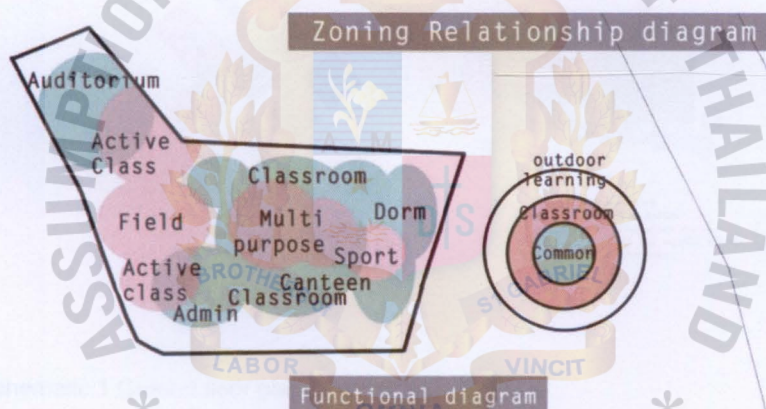 Zoning Relationship diagram
Auditorium
Active
Class
Classroom
Field
Multi
purpose
Dorm
Sport
Active
class
Canteen
Classroom
Admin
outdoor
learning
Classroom
Common
ASSUMPTION
THAILAND
A M
D S
BROTHERS
ST GABRIEL
LABOR
VINCIT
Functional diagram